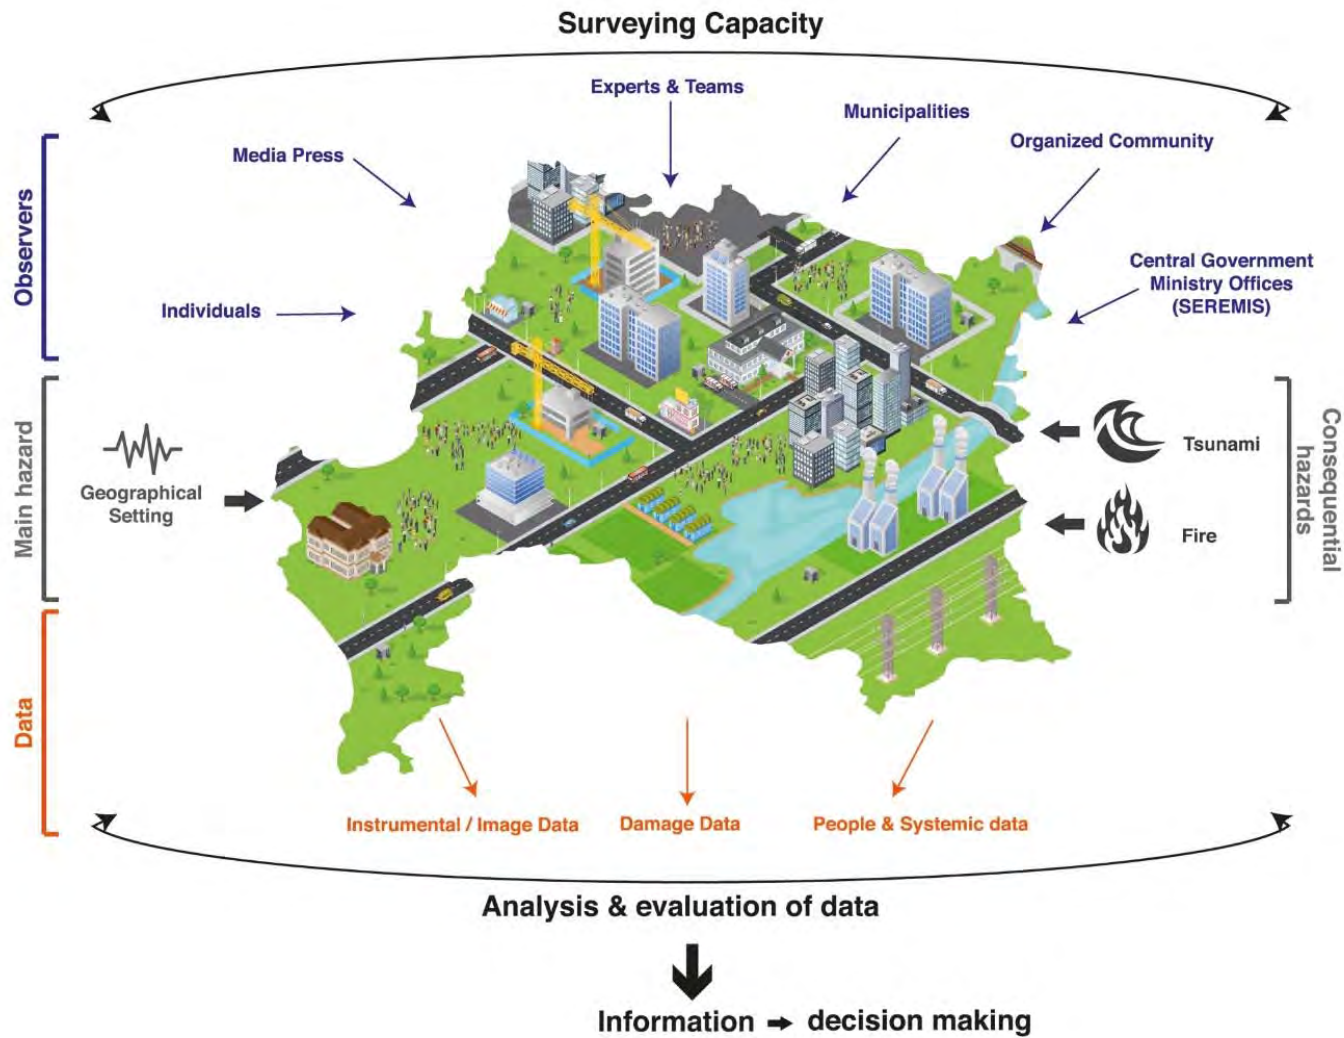 Surveying Capacity
Experts & Teams
Municipalities
Media Press
Organized Community
Observers
Central Government
Ministry Offices
(SEREMIS)
Individuals
Main hazard
Geographical
Setting
Tsunami
Fire
Consequential
hazards
Data
Instrumental / Image Data
Damage Data
People & Systemic data
Analysis & evaluation of data
Information → decision making